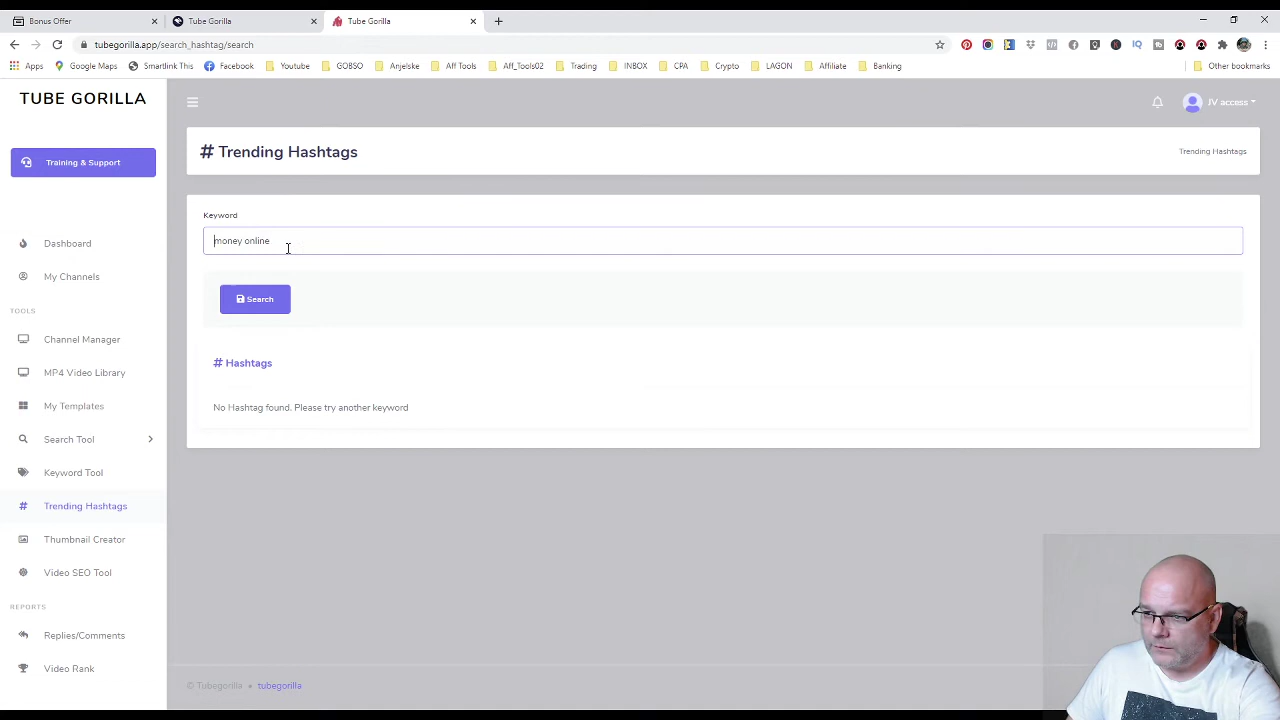 Bonus Offer
Tube Gorilla
Tube Gorilla
tubegorilla.app/search_hashtag/search
Apps
Google Maps
Smartlink This
Facebook
Youtube
GOBSO
Anjelske
Aff Tools
Aff_Tools02
Trading
INBOX
CPA
Crypto
LAGON
Affiliate
Banking
Other bookmarks
TUBE GORILLA
JV access
Training & Support
# Trending Hashtags
Trending Hashtags
Keyword
money online
Search
Dashboard
My Channels
TOOLS
Channel Manager
MP4 Video Library
My Templates
Search Tool
Keyword Tool
# Trending Hashtags
Thumbnail Creator
Video SEO Tool
REPORTS
Replies/Comments
Video Rank
# Hashtags
No Hashtag found. Please try another keyword
© Tubegorilla • tubegorilla